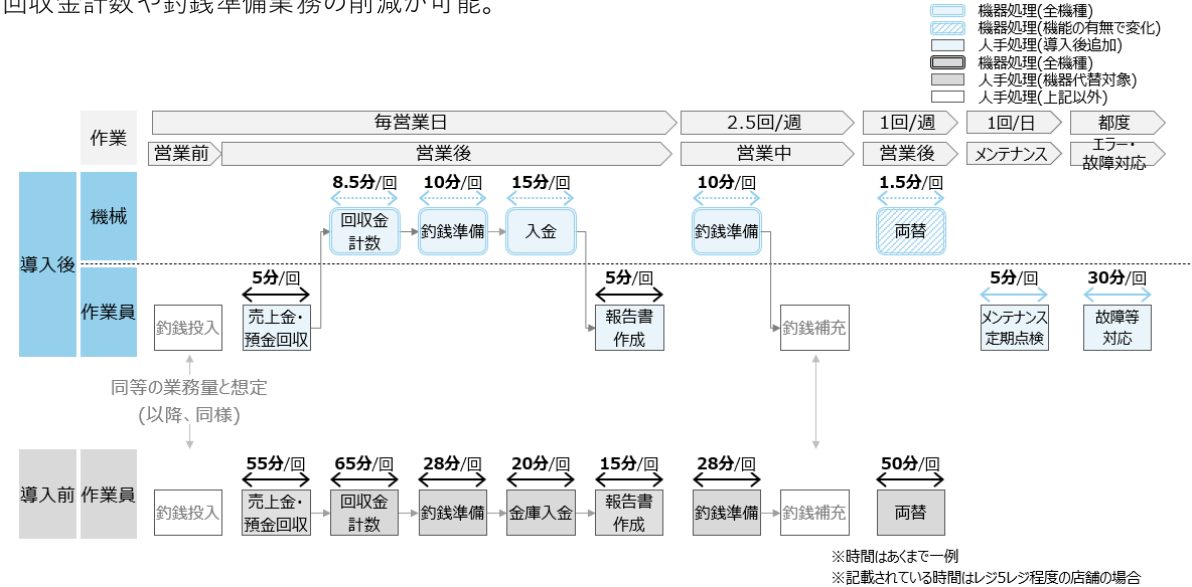 回収金計数や釣銭準備業務の削減が可能。
機器処理(全機種)
機器処理(機能の有無で変化)
人手処理(導入後追加)
機器処理(全機種)
人手処理(機器代替対象)
人手処理(上記以外)
作業
毎営業日
2.5回/週
1回/週
1回/日
都度
営業前
営業後
営業中
営業後
メンテナンス
エラー・
故障対応
導入後
機械
8.5分/回
10分/回
15分/回
10分/回
1.5分/回
回収金
計数
釣銭準備
入金
釣銭準備
両替
作業員
5分/回
5分/回
5分/回
30分/回
釣銭投入
売上金・
預金回収
報告書
作成
釣銭補充
メンテナンス
定期点検
故障等
対応
同等の業務量と想定
(以降、同様)
導入前
作業員
55分/回
65分/回
28分/回
20分/回
15分/回
28分/回
50分/回
釣銭投入
売上金・
預金回収
回収金
計数
釣銭準備
金庫入金
報告書
作成
釣銭準備
釣銭補充
両替
※時間はあくまで一例
※記載されている時間はレジ5レジ程度の店舗の場合